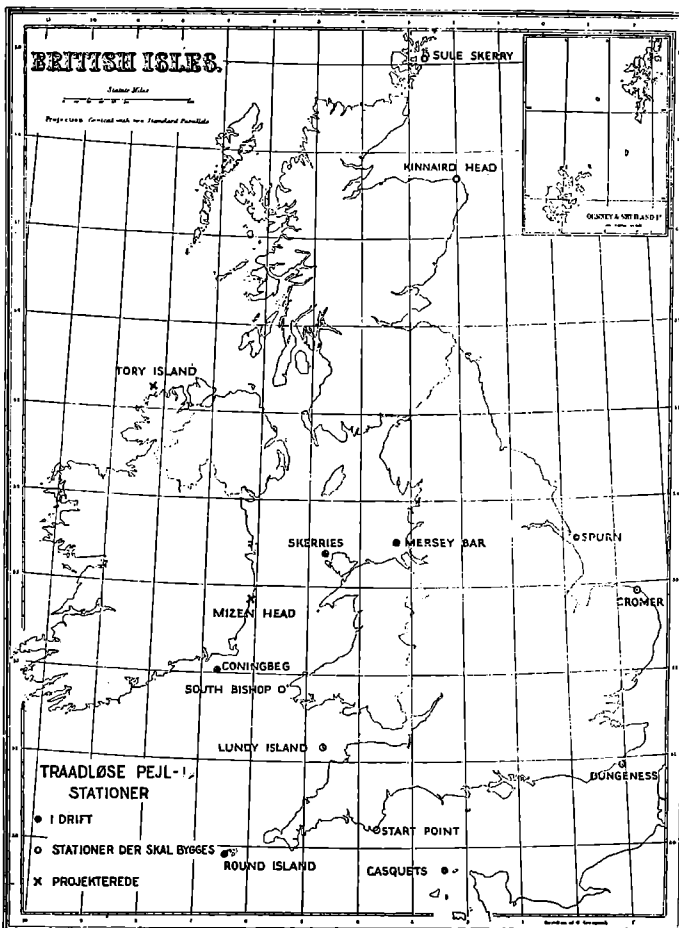 BRITISH ISLES.
Statute Miles
Projection Conical with two Standard Parallels
SULE SKERRY
KINNAIRD HEAD
ORKNEY & SHETLAND Is
TORY ISLAND
SKERRIES
MERSEY BAR
SPURN
CROMER
MIZEN HEAD
CONINGBEG
SOUTH BISHOP
LUNDY ISLAND
DUNGENESS
TRAADLØSE PEJL-
STATIONER
I DRIFT
STATIONER DER SKAL BYGGES
PROJEKTEREDE
START POINT
ROUND ISLAND
CASQUETS